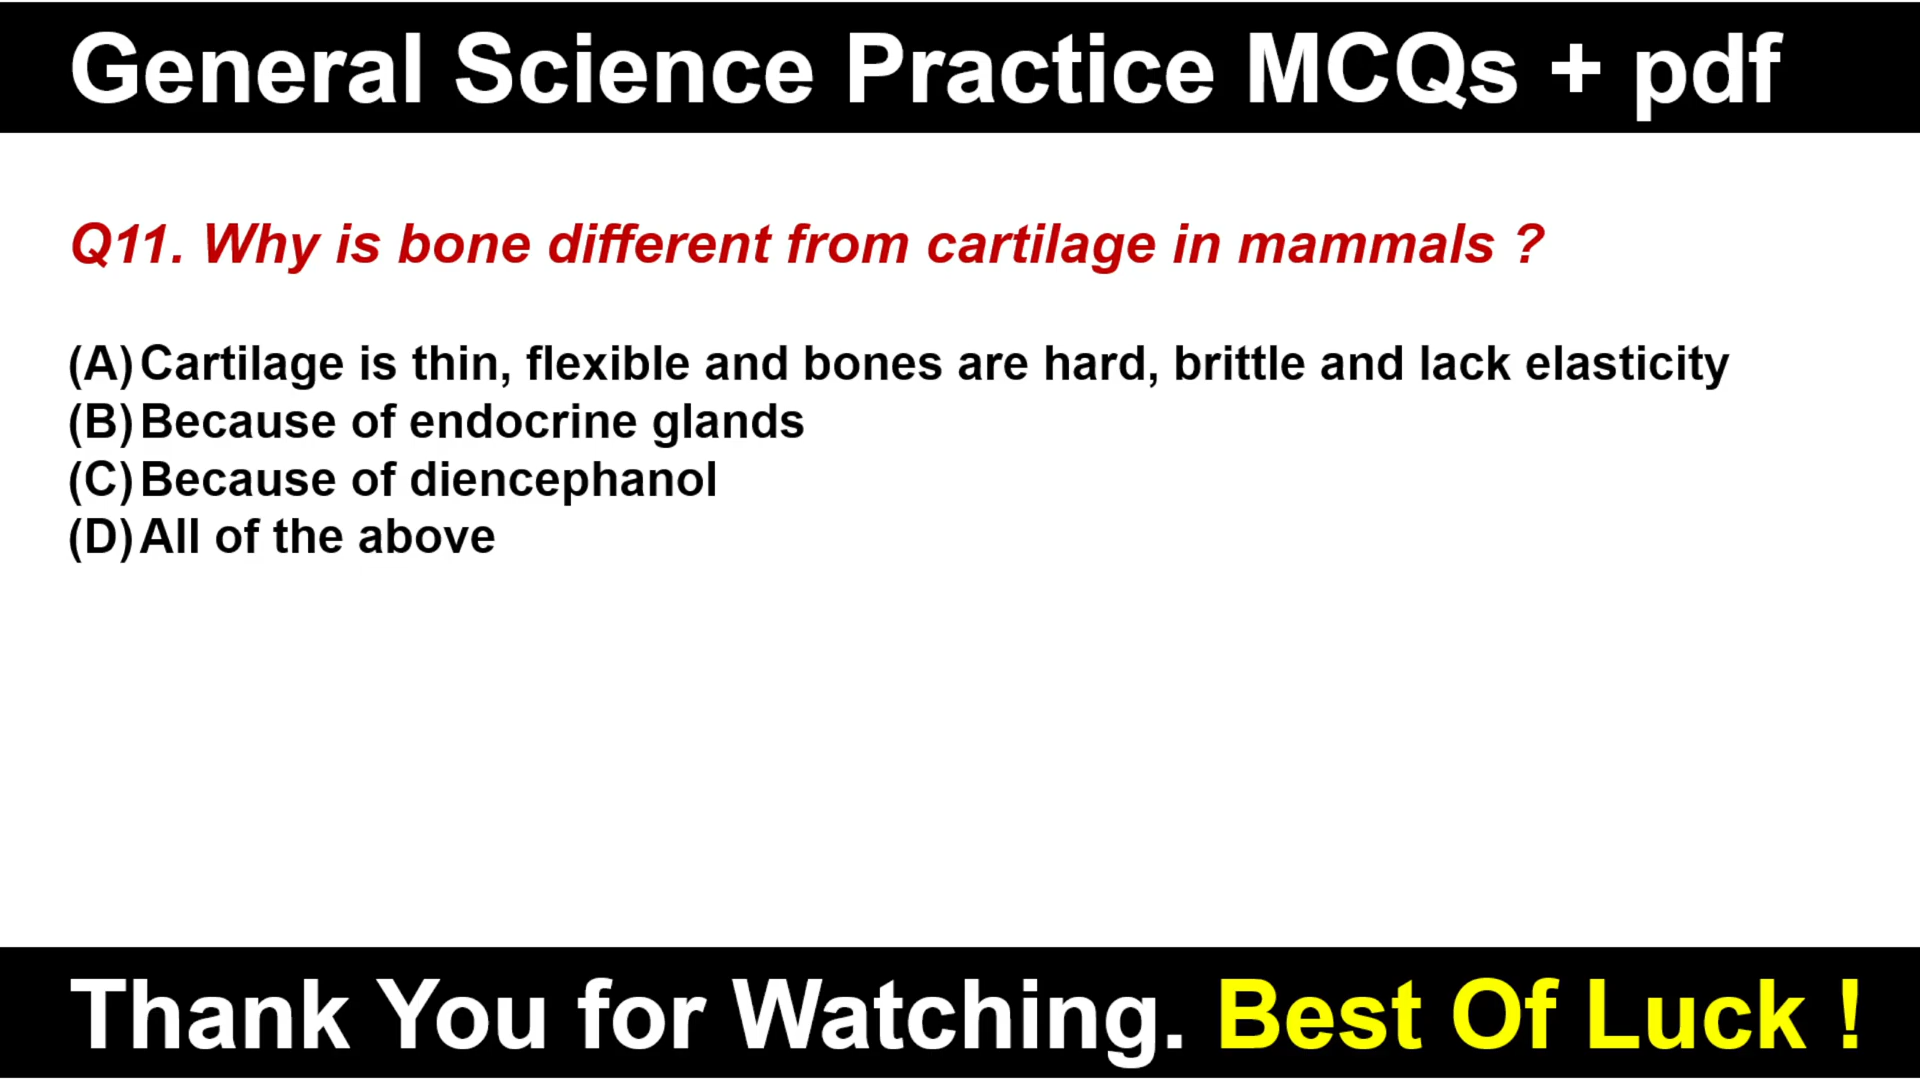 General Science Practice MCQs + pdf
Q11. Why is bone different from cartilage in mammals ?
(A) Cartilage is thin, flexible and bones are hard, brittle and lack elasticity
(B) Because of endocrine glands
(C) Because of diencephanol
(D) All of the above
Thank You for Watching. Best Of Luck !